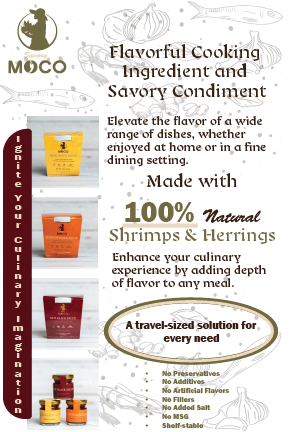 MOCO
Flavorful Cooking
Ingredient and
Savory Condiment
Elevate the flavor of a wide
range of dishes, whether
enjoyed at home or in a fine
dining setting.
Made with
100% Natural
Shrimps & Herrings
Enhance your culinary
experience by adding depth
of flavor to any meal.
A travel-sized solution for
every need
• No Preservatives
• No Additives
• No Artificial Flavors
• No Fillers
• No Added Salt
• No MSG
• Shelf-stable
Ignite Your Culinary Imagination
MOCO
MOCO
MOCO